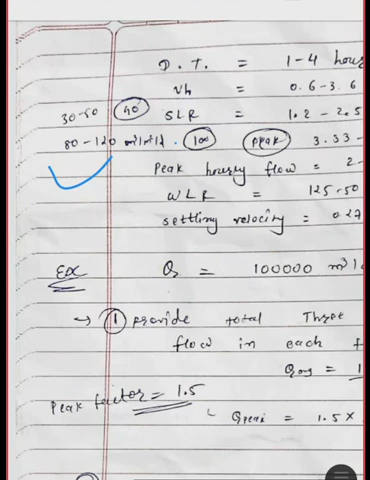 D. T. = 1-4 hour
Vh = 0.6-3.6
30-50 40 SLR = 1.2 - 2.5
80-120 m3/m2/d. 100 peak 3.33-
Peak hourly flow = 2-
WLR = 125-50
settling velocity = 0.27
EX Q = 100000 m3/
→ 1 Provide total Three
flow in each f
Qavg = 1
Peak factor = 1.5
Qpeak = 1.5 x